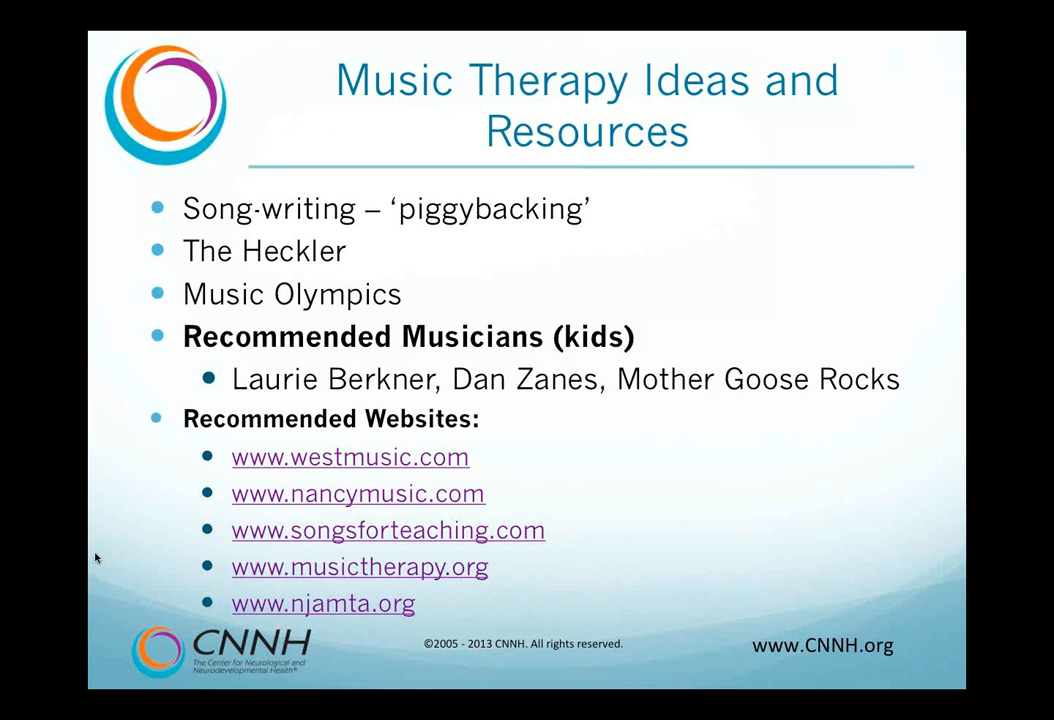 Music Therapy Ideas and
Resources
Song-writing – ‘piggybacking’
The Heckler
Music Olympics
Recommended Musicians (kids)
Laurie Berkner, Dan Zanes, Mother Goose Rocks
Recommended Websites:
www.westmusic.com
www.nancymusic.com
www.songsforteaching.com
www.musictherapy.org
www.njamta.org
CNNH
The Center for Neurological and
Neurodevelopmental Health®
©2005 - 2013 CNNH. All rights reserved.
www.CNNH.org